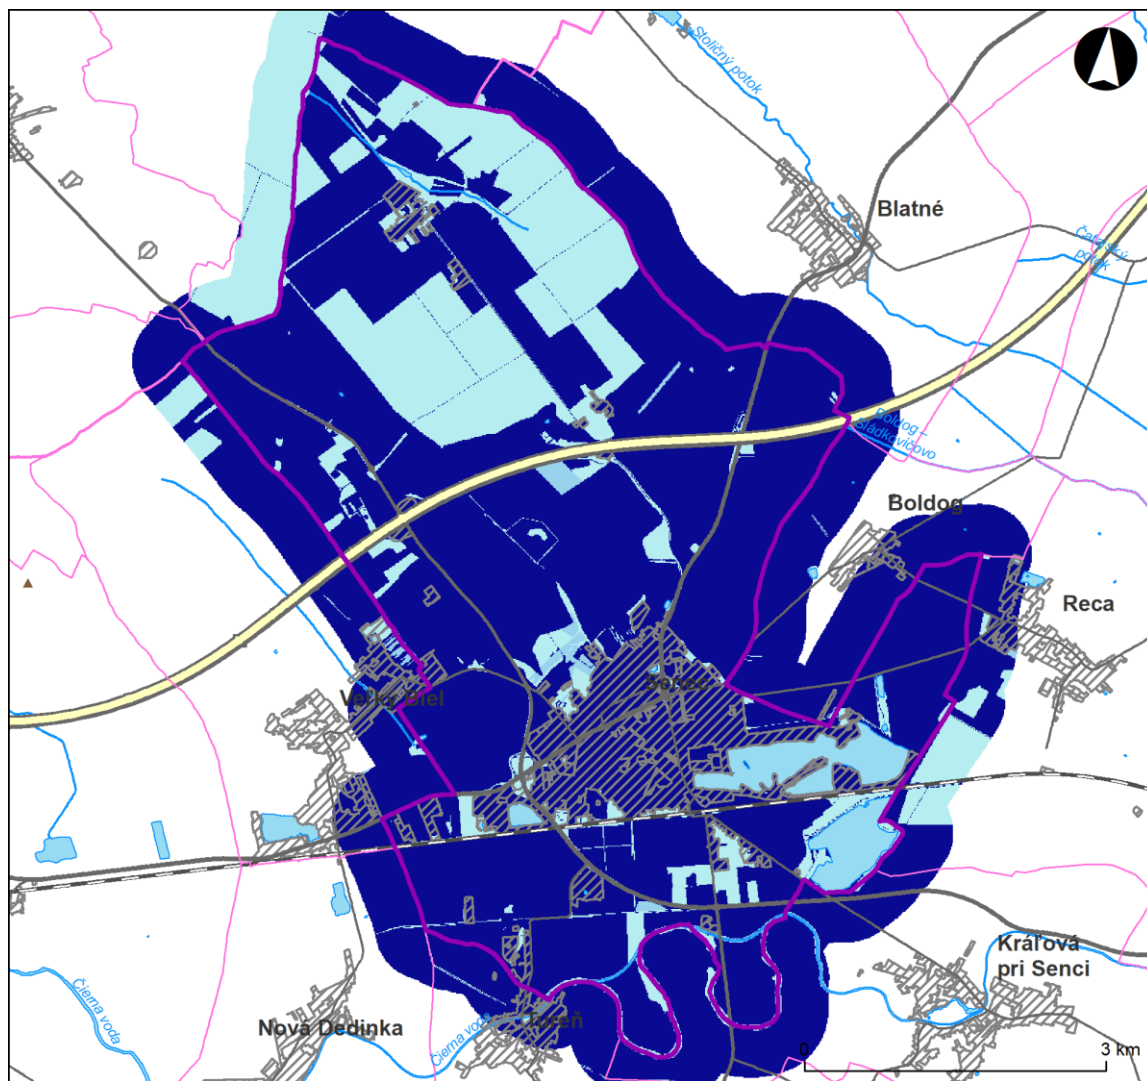 Stoličný potok
Blatné
Čatajský
potok
Boldog –
Sládkovičovo
Boldog
Reca
Senec
Veľký Biel
Kráľová
pri Senci
Čierna voda
Nová Dedinka
Tureň
Čierna voda
0
3 km